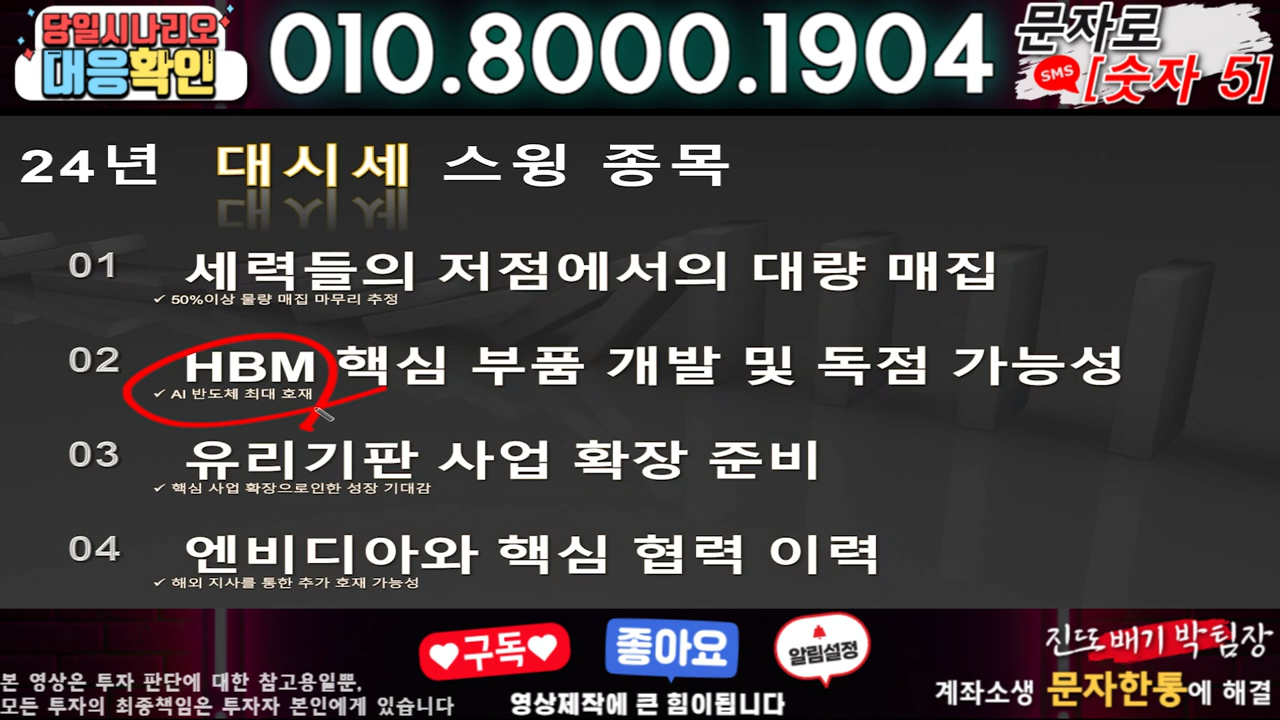 당일시나리오
대응확인
010.8000.1904
문자로
SMS
[숫자 5]
24년 대시세 스윙 종목
01 세력들의 저점에서의 대량 매집
✓ 50%이상 물량 매집 마무리 추정
02 HBM 핵심 부품 개발 및 독점 가능성
✓ AI 반도체 최대 호재
03 유리기판 사업 확장 준비
✓ 핵심 사업 확장으로인한 성장 기대감
04 엔비디아와 핵심 협력 이력
✓ 해외 지사를 통한 추가 호재 가능성
구독
좋아요
알림설정
영상제작에 큰 힘이됩니다
본 영상은 투자 판단에 대한 참고용일뿐,
모든 투자의 최종책임은 투자자 본인에게 있습니다
진또배기 박팀장
계좌소생 문자한통에 해결